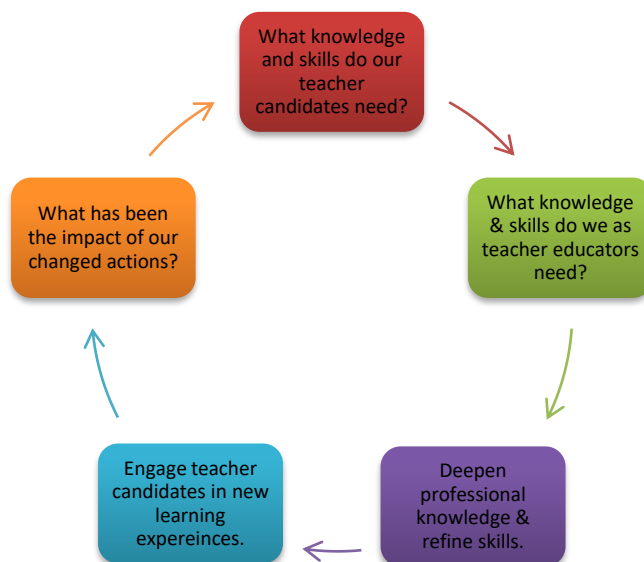 What knowledge
and skills do our
teacher
candidates need?
What knowledge
& skills do we as
teacher educators
need?
Deepen
professional
knowledge &
refine skills.
Engage teacher
candidates in new
learning
expereinces.
What has been
the impact of our
changed actions?